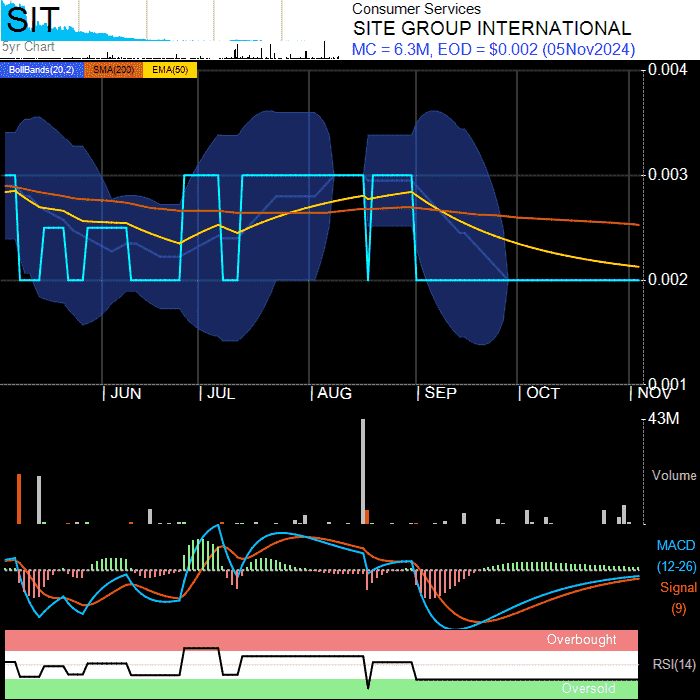 SIT
5yr Chart
Consumer Services
SITE GROUP INTERNATIONAL
MC = 6.3M, EOD = $0.002 (05Nov2024)
BollBands(20,2) SMA(200) EMA(50)
0.004
0.003
0.002
0.001
| JUN | JUL | AUG | SEP | OCT | NOV
43M
Volume
MACD
(12-26)
Signal
(9)
Overbought
RSI(14)
Oversold